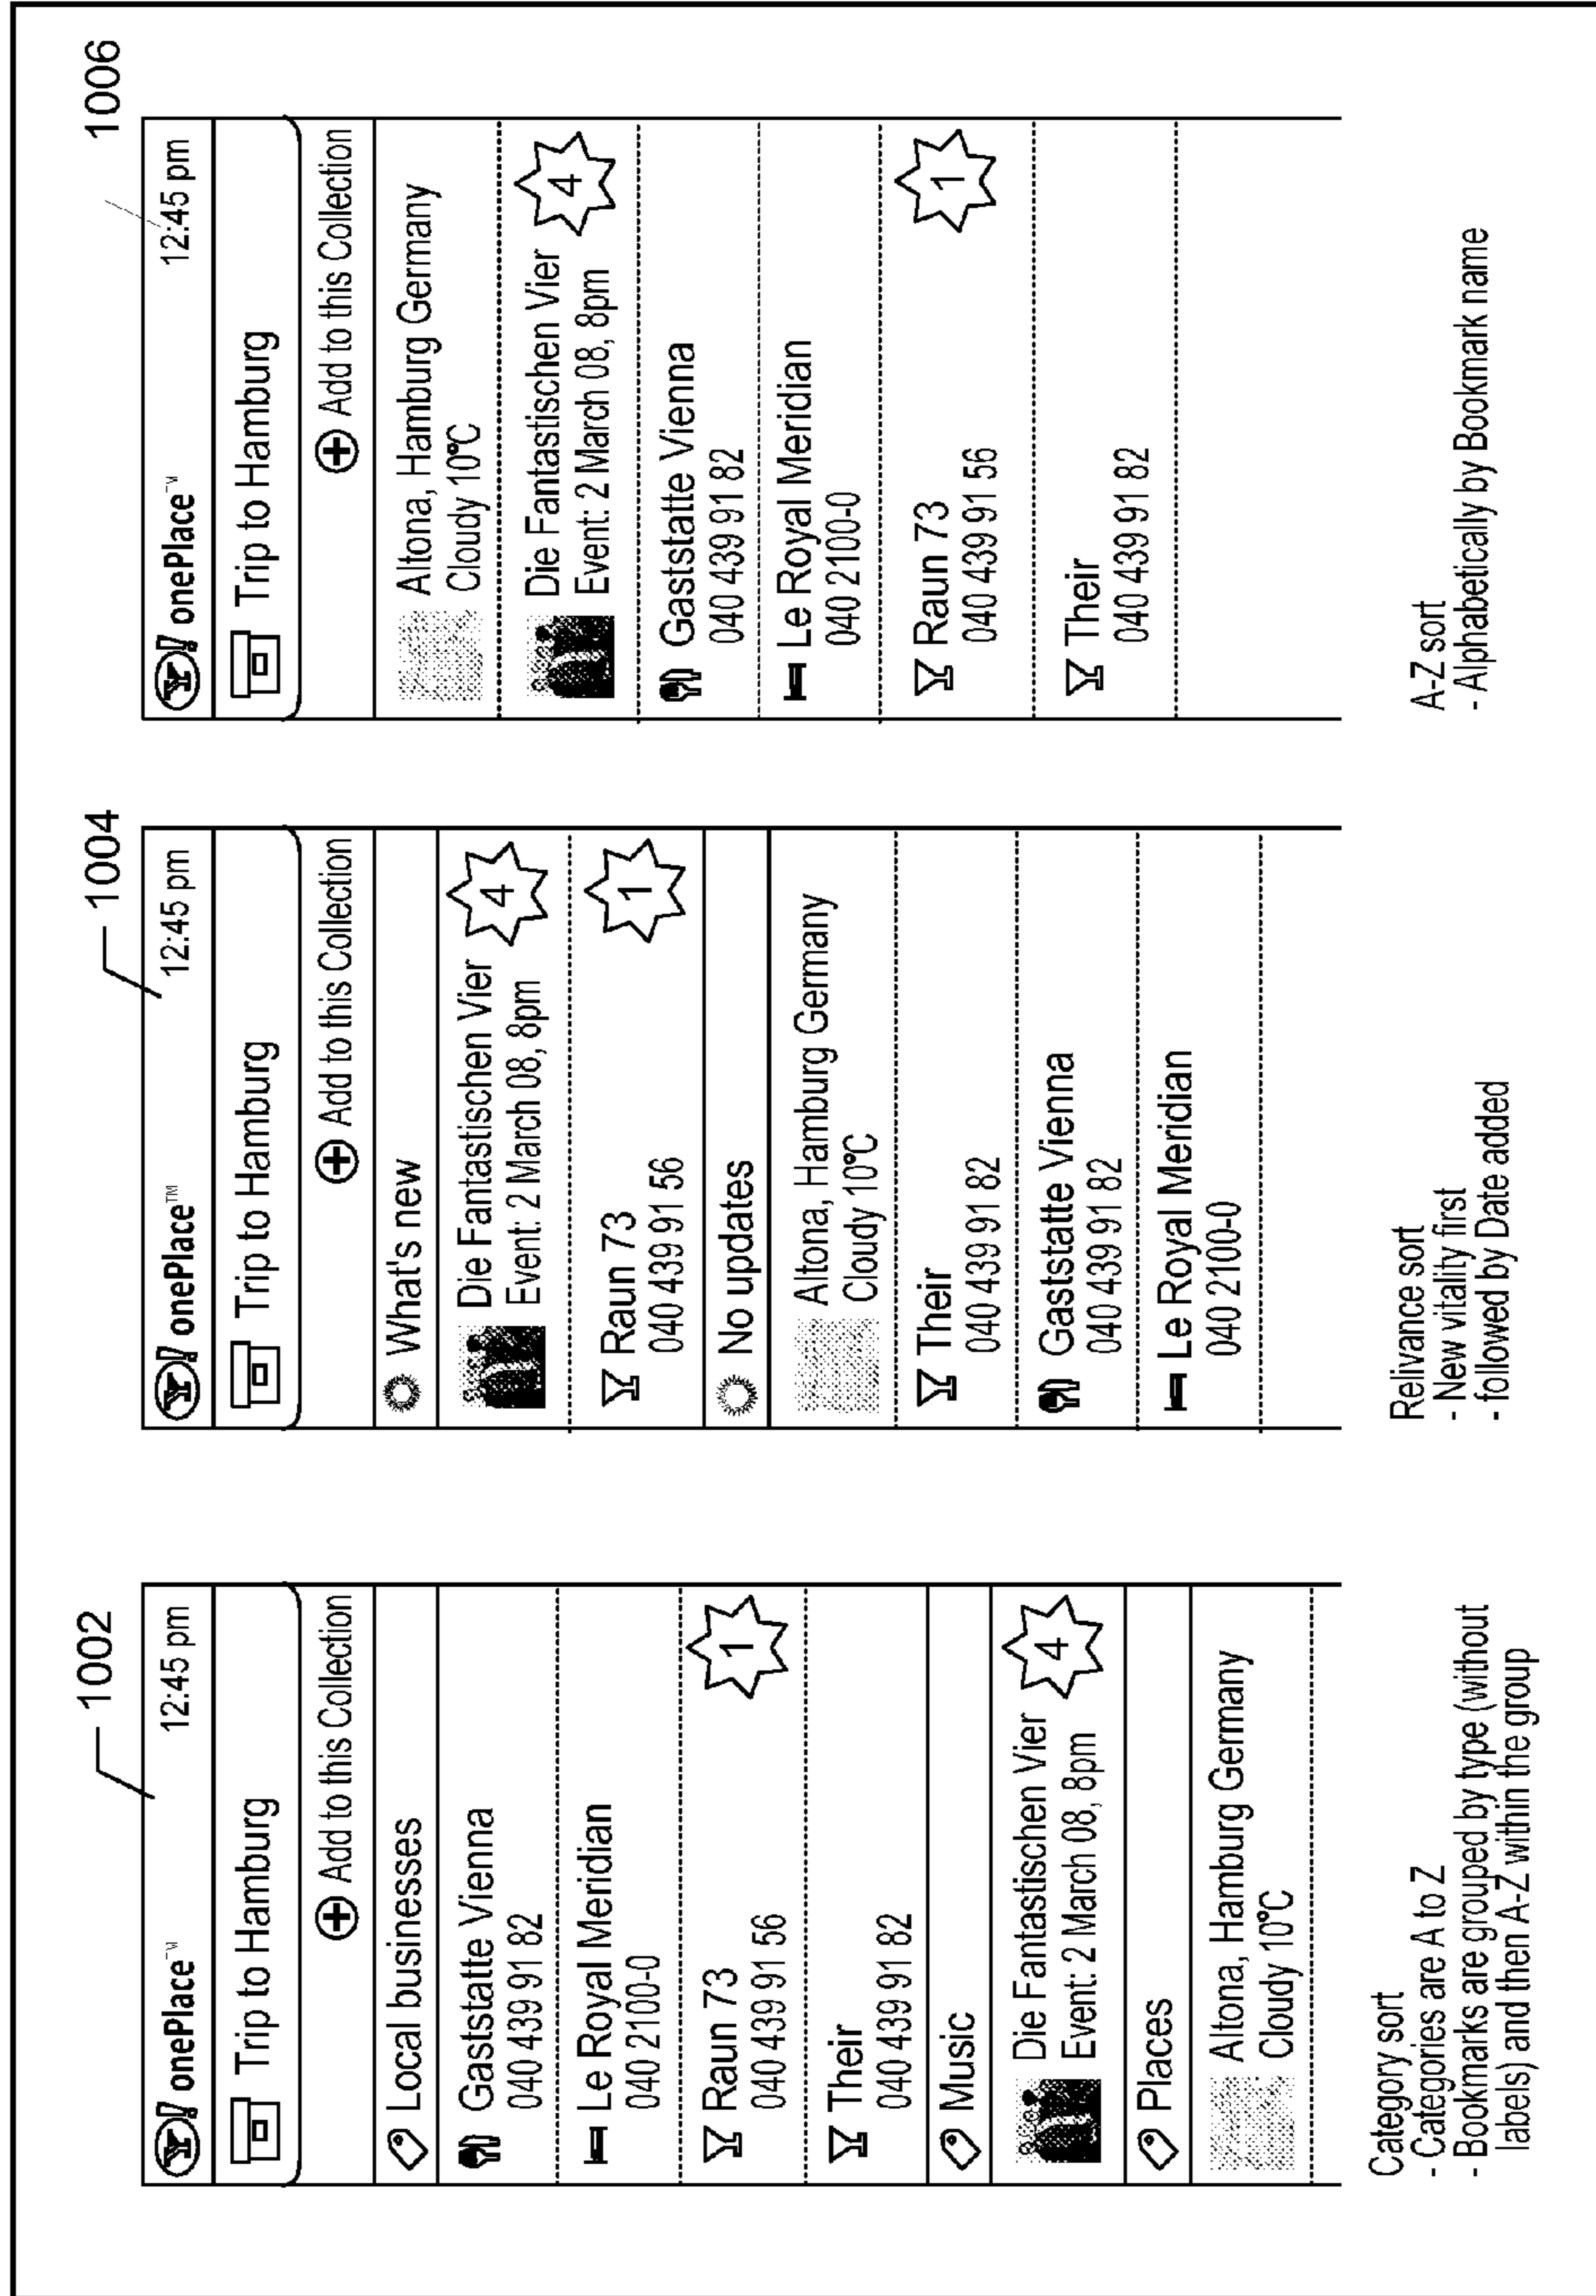 1002
onePlace™
12:45 pm
Trip to Hamburg
Add to this Collection
Local businesses
Gaststatte Vienna
040 439 91 82
Le Royal Meridian
040 2100-0
Raun 73
040 439 91 56
1
Their
040 439 91 82
Music
Die Fantastischen Vier
Event: 2 March 08, 8pm
4
Places
Altona, Hamburg Germany
Cloudy 10°C
Category sort
- Categories are A to Z
- Bookmarks are grouped by type (without
labels) and then A-Z within the group
1004
onePlace™
12:45 pm
Trip to Hamburg
Add to this Collection
What's new
Die Fantastischen Vier
Event: 2 March 08, 8pm
4
Raun 73
040 439 91 56
1
No updates
Altona, Hamburg Germany
Cloudy 10°C
Their
040 439 91 82
Gaststatte Vienna
040 439 91 82
Le Royal Meridian
040 2100-0
Relivance sort
- New vitality first
- followed by Date added
1006
onePlace™
12:45 pm
Trip to Hamburg
Add to this Collection
Altona, Hamburg Germany
Cloudy 10°C
Die Fantastischen Vier
Event: 2 March 08, 8pm
4
Gaststatte Vienna
040 439 91 82
Le Royal Meridian
040 2100-0
Raun 73
040 439 91 56
1
Their
040 439 91 82
A-Z sort
- Alphabetically by Bookmark name